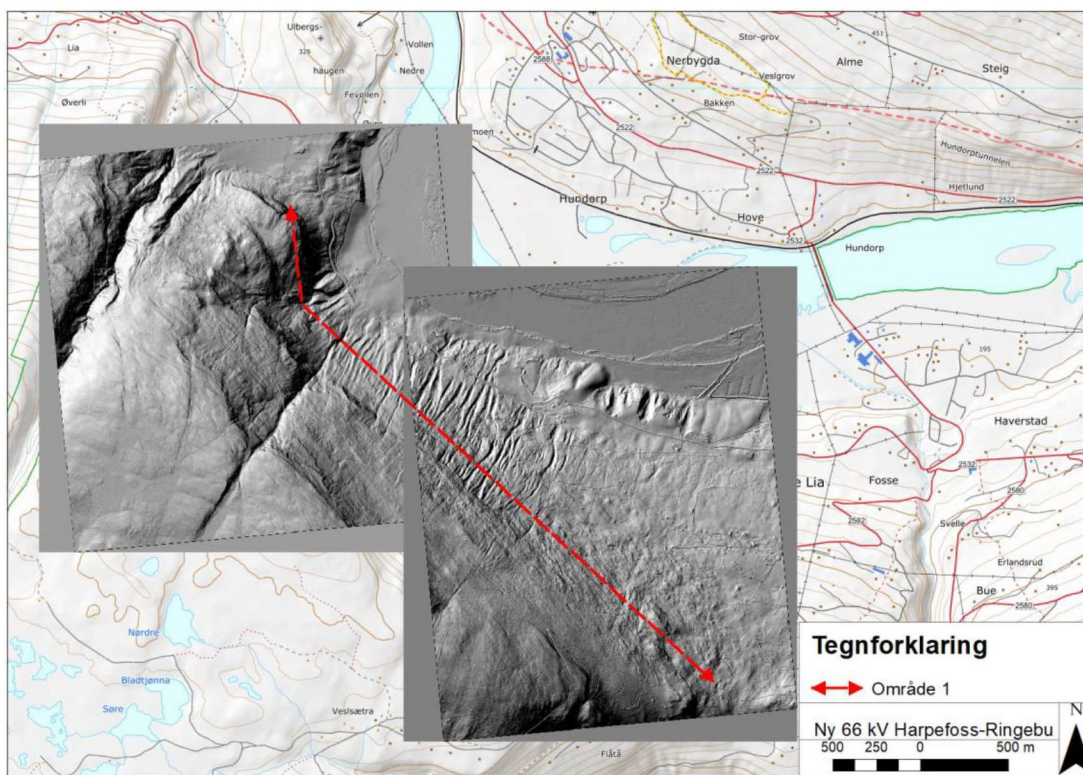 Lia
Ulbergs-
326
haugen
Vollen
Nedre
Øverli
Fevollen
2588
Nerbygda
Stor-grov
Veslgrov
Bakken
Alme
451
Steig
moen
2522
Hundorptunnelen
2522
Hjetlund
2522
Hundorp
Hove
2532
Hundorp
195
Haverstad
e Lia
Fosse
2532
2580
2582
Svelle
Erlandsrud
Bue
395
2580
Nørdre
Bladtjønna
Søre
Veslsætra
Flåtå
Tegnforklaring
Område 1
Ny 66 kV Harpefoss-Ringebu
500 250 0 500 m
N